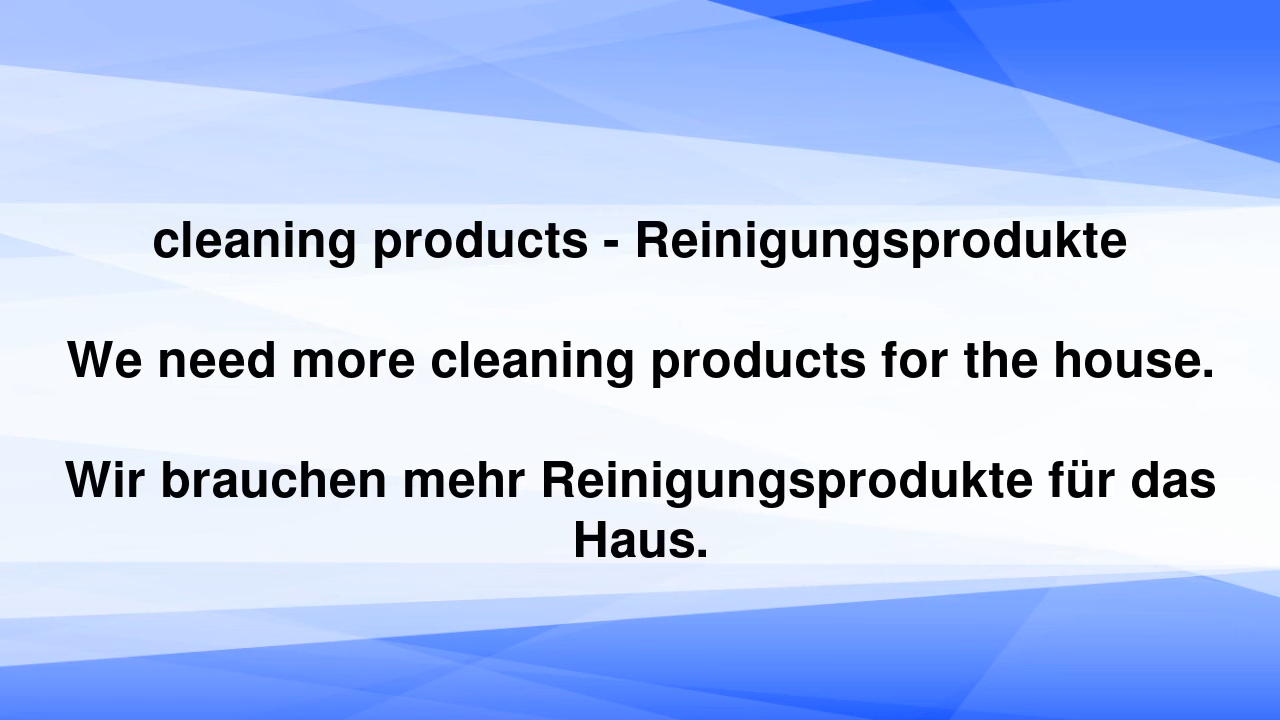 cleaning products - Reinigungsprodukte
We need more cleaning products for the house.
Wir brauchen mehr Reinigungsprodukte für das
Haus.